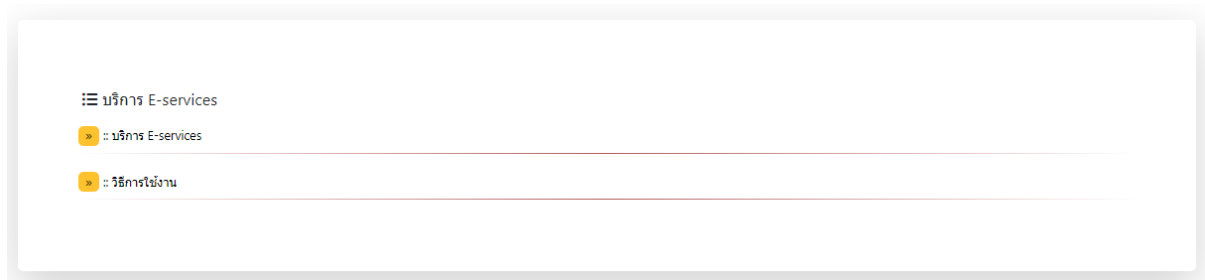 บริการ E-services
» :: บริการ E-services
» :: วิธีการใช้งาน